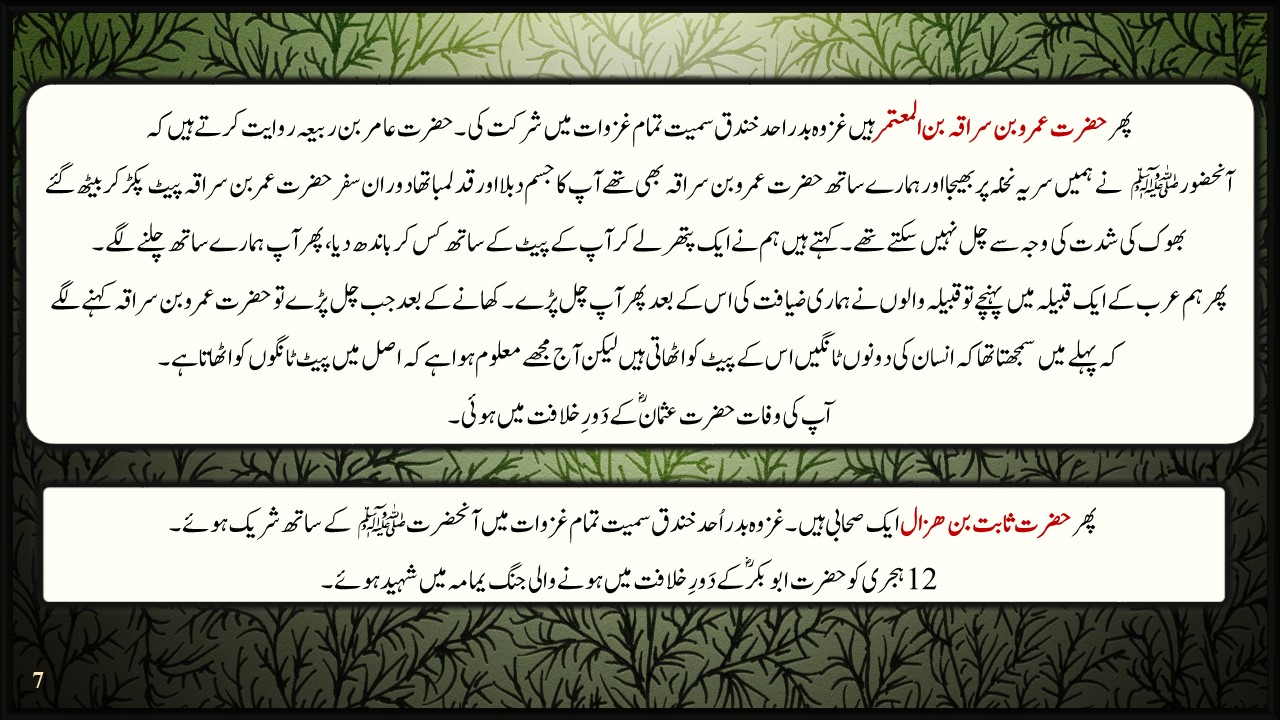 پھر حضرت عمرو بن سراقہ بن المعتمر ہیں غزوہ بدر احد خندق سمیت تمام غزوات میں شرکت کی۔ حضرت عامر بن ربیعہ روایت کرتے ہیں کہ
آنحضور ﷺ نے ہمیں سریہ نخلہ پر بھیجا اور ہمارے ساتھ حضرت عمرو بن سراقہ بھی تھے آپ کا جسم دبلا اور قد لمبا تھا دوران سفر حضرت عمر بن سراقہ پیٹ پکڑ کر بیٹھ گئے
بھوک کی شدت کی وجہ سے چل نہیں سکتے تھے۔ کہتے ہیں ہم نے ایک پتھر لے کر آپ کے پیٹ کے ساتھ کس کر باندھ دیا، پھر آپ ہمارے ساتھ چلنے لگے۔
پھر ہم عرب کے ایک قبیلہ میں پہنچے تو قبیلہ والوں نے ہماری ضیافت کی اس کے بعد پھر آپ چل پڑے۔ کھانے کے بعد جب چل پڑے تو حضرت عمرو بن سراقہ کہنے لگے
کہ پہلے میں سمجھتا تھا کہ انسان کی دونوں ٹانگیں اس کے پیٹ کو اٹھاتی ہیں لیکن آج مجھے معلوم ہوا ہے کہ اصل میں پیٹ ٹانگوں کو اٹھاتا ہے۔
آپ کی وفات حضرت عثمانؓ کے دَورِ خلافت میں ہوئی۔
پھر حضرت ثابت بن ھزال ایک صحابی ہیں۔ غزوہ بدر اُحد خندق سمیت تمام غزوات میں آنحضرت ﷺ کے ساتھ شریک ہوئے۔
12 ہجری کو حضرت ابو بکرؓ کے دَورِ خلافت میں ہونے والی جنگ یمامہ میں شہید ہوئے۔
7